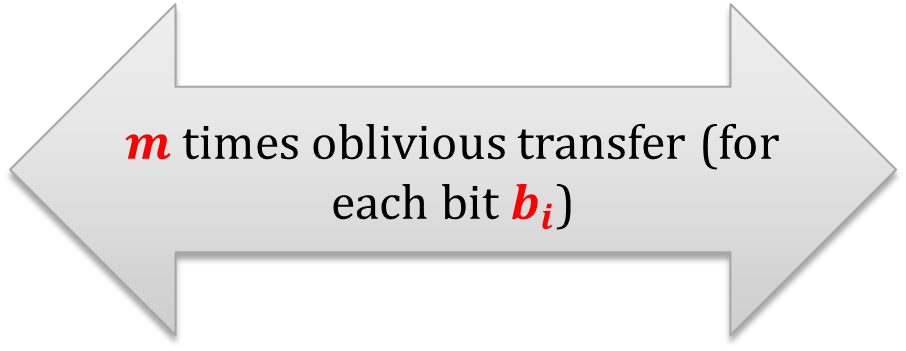 m times oblivious transfer (for
each bit bᵢ)